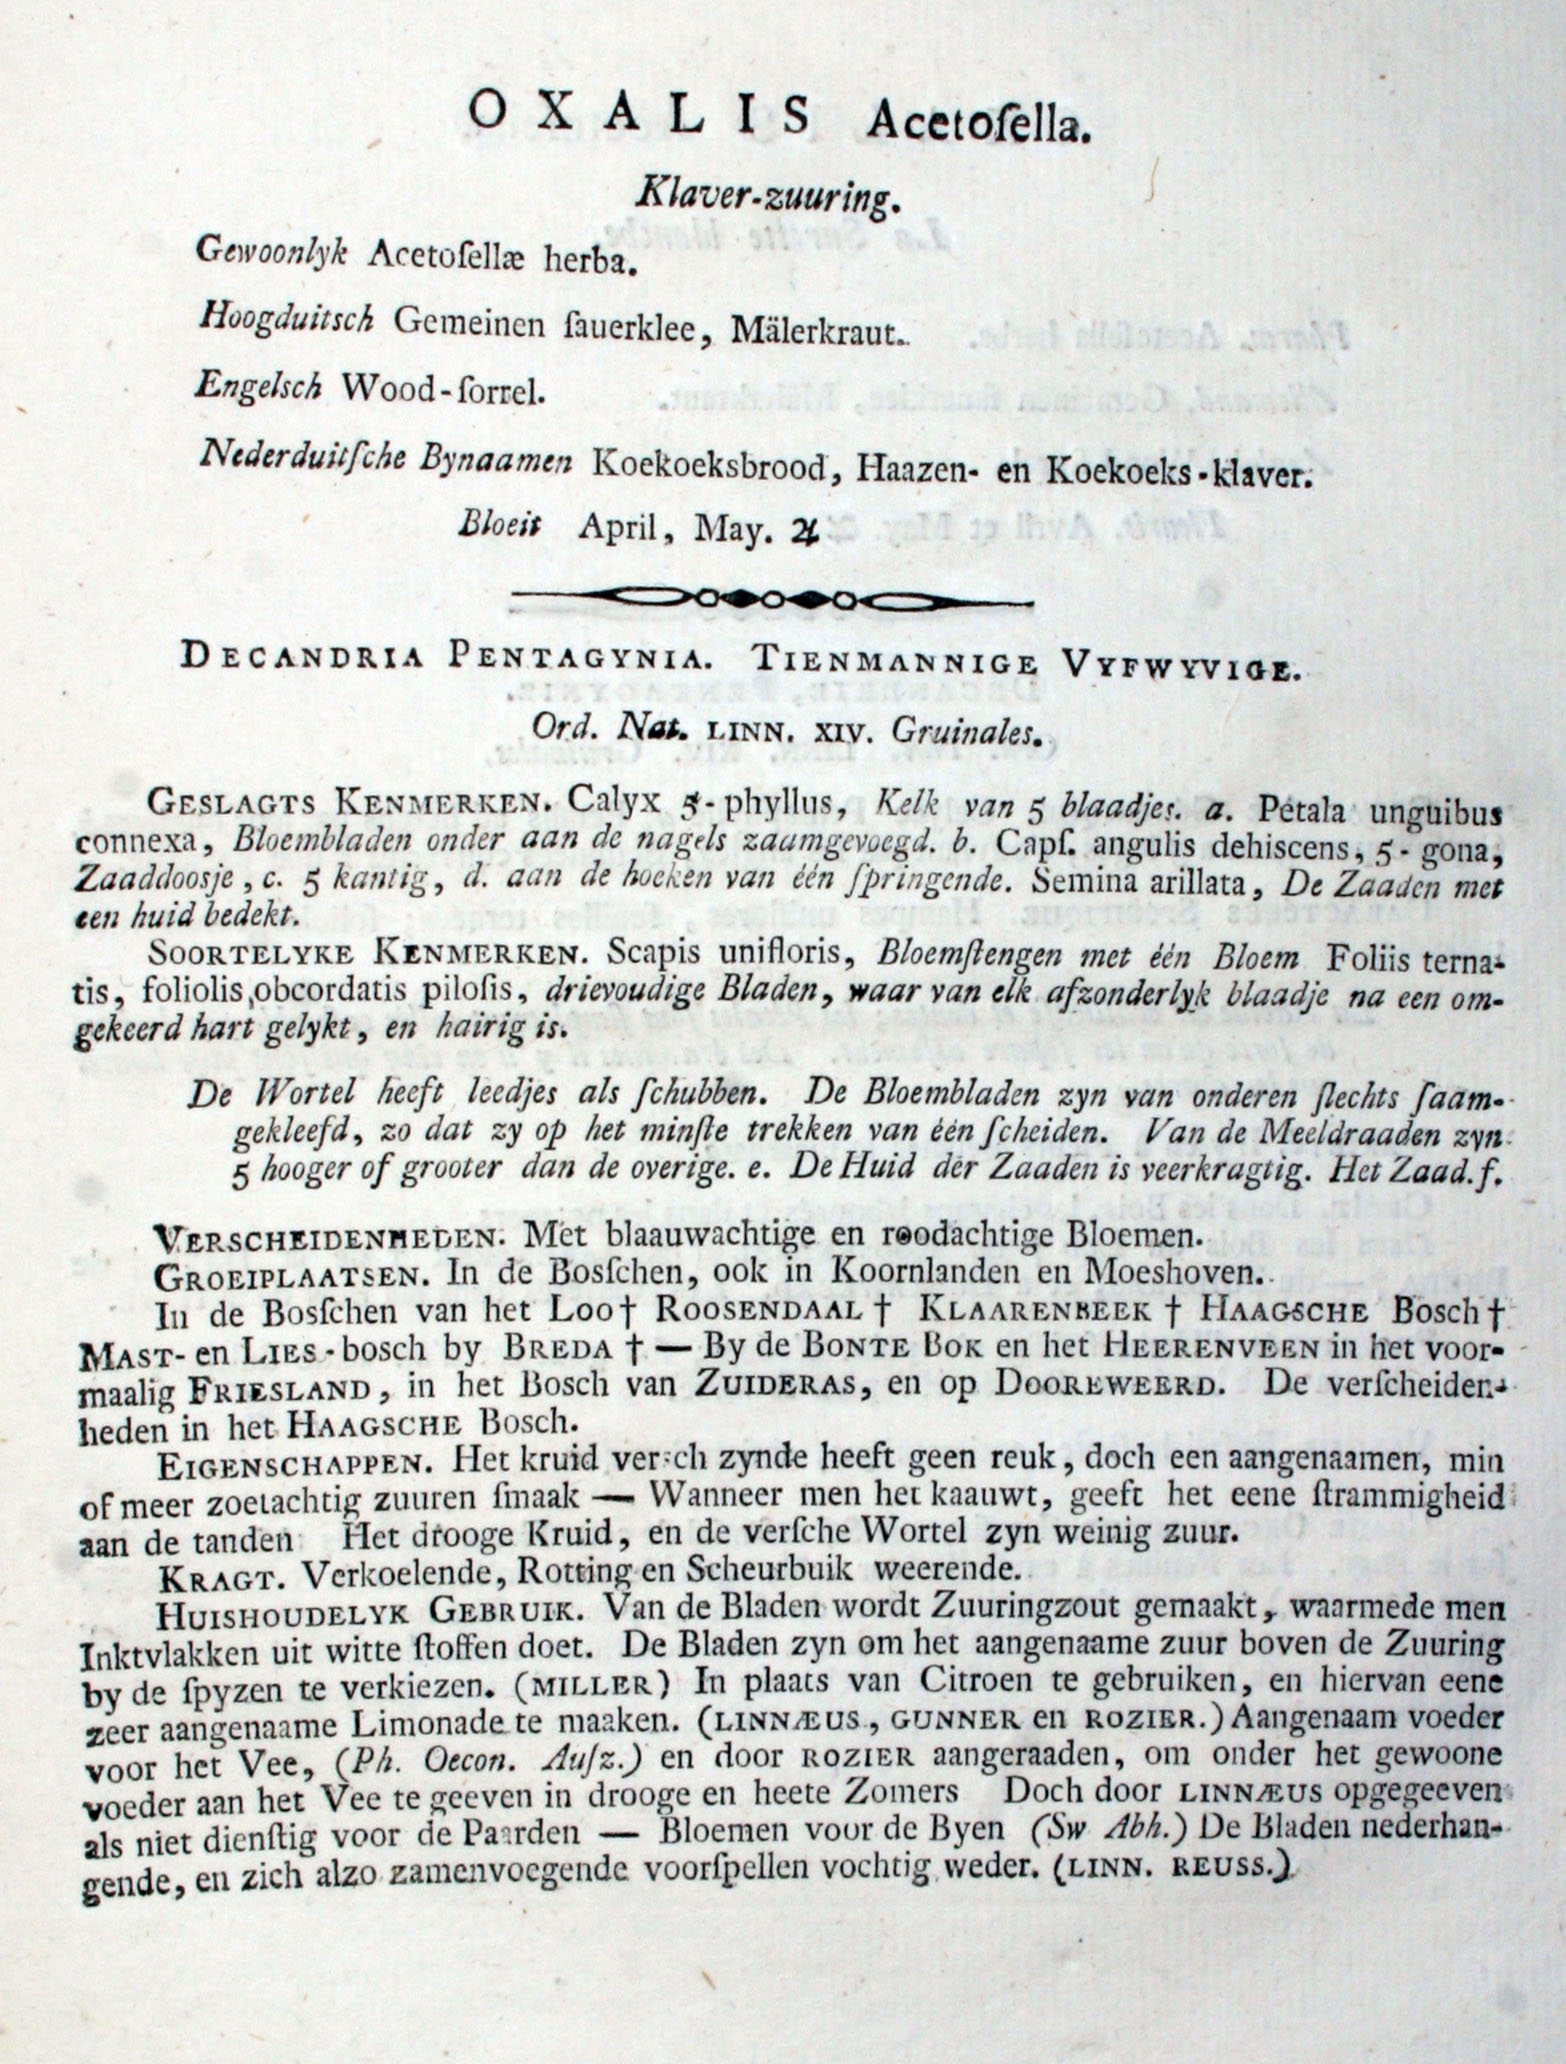 OXALIS Acetoſella.
Klaver-zuuring.
Gewoonlyk Acetoſellæ herba.
Hoogduitsch Gemeinen ſauerklee, Mälerkraut.
Engelsch Wood-ſorrel.
Nederduitſche Bynaamen Koekoeksbrood, Haazen- en Koekoeks-klaver.
Bloeit April, May. ♃
DECANDRIA PENTAGYNIA. TIENMANNIGE VYFWYVIGE.
Ord. Nat. LINN. XIV. Gruinales.
GESLAGTS KENMERKEN. Calyx 5-phyllus, Kelk van 5 blaadjes. a. Petala unguibus
connexa, Bloembladen onder aan de nagels zaamgevoegd. b. Capſ. angulis dehiscens, 5-gona,
Zaaddoosje, c. 5 kantig, d. aan de hoeken van één ſpringende. Semina arillata, De Zaaden met
een huid bedekt.
SOORTELYKE KENMERKEN. Scapis unifloris, Bloemſtengen met één Bloem Foliis terna-
tis, foliolis obcordatis piloſis, drievoudige Bladen, waar van elk afzonderlyk blaadje na een om-
gekeerd hart gelykt, en hairig is.
De Wortel heeft leedjes als ſchubben. De Bloembladen zyn van onderen ſlechts ſaam-
gekleefd, zo dat zy op het minſte trekken van één ſcheiden. Van de Meeldraaden zyn
5 hooger of grooter dan de overige. e. De Huid der Zaaden is veerkragtig. Het Zaad. f.
VERSCHEIDENHEDEN. Met blaauwachtige en roodachtige Bloemen.
GROEIPLAATSEN. In de Bosſchen, ook in Koornlanden en Moeshoven.
In de Bosſchen van het LOO † ROOSENDAAL † KLAARENBEEK † HAAGSCHE Bosch †
MAST- en LIES-bosch by BREDA † — By de BONTE BOK en het HEERENVEEN in het voor-
maalig FRIESLAND, in het Bosch van ZUIDERAS, en op DOOREWEERD. De verſcheiden-
heden in het HAAGSCHE Bosch.
EIGENSCHAPPEN. Het kruid versch zynde heeft geen reuk, doch een aangenaamen, min
of meer zoetachtig zuuren ſmaak — Wanneer men het kaauwt, geeft het eene ſtrammigheid
aan de tanden Het drooge Kruid, en de verſche Wortel zyn weinig zuur.
KRAGT. Verkoelende, Rotting en Scheurbuik weerende.
HUISHOUDELYK GEBRUIK. Van de Bladen wordt Zuuringzout gemaakt, waarmede men
Inktvlakken uit witte ſtoffen doet. De Bladen zyn om het aangenaame zuur boven de Zuuring
by de ſpyzen te verkiezen. (MILLER) In plaats van Citroen te gebruiken, en hiervan eene
zeer aangenaame Limonade te maaken. (LINNÆUS, GUNNER en ROZIER.) Aangenaam voeder
voor het Vee, (Ph. Oecon. Auſz.) en door ROZIER aangeraaden, om onder het gewoone
voeder aan het Vee te geeven in drooge en heete Zomers Doch door LINNÆUS opgegeeven
als niet dienſtig voor de Paarden — Bloemen voor de Byen (Sw Abh.) De Bladen nederhan-
gende, en zich alzo zamenvoegende voorſpellen vochtig weder. (LINN. REUSS.)